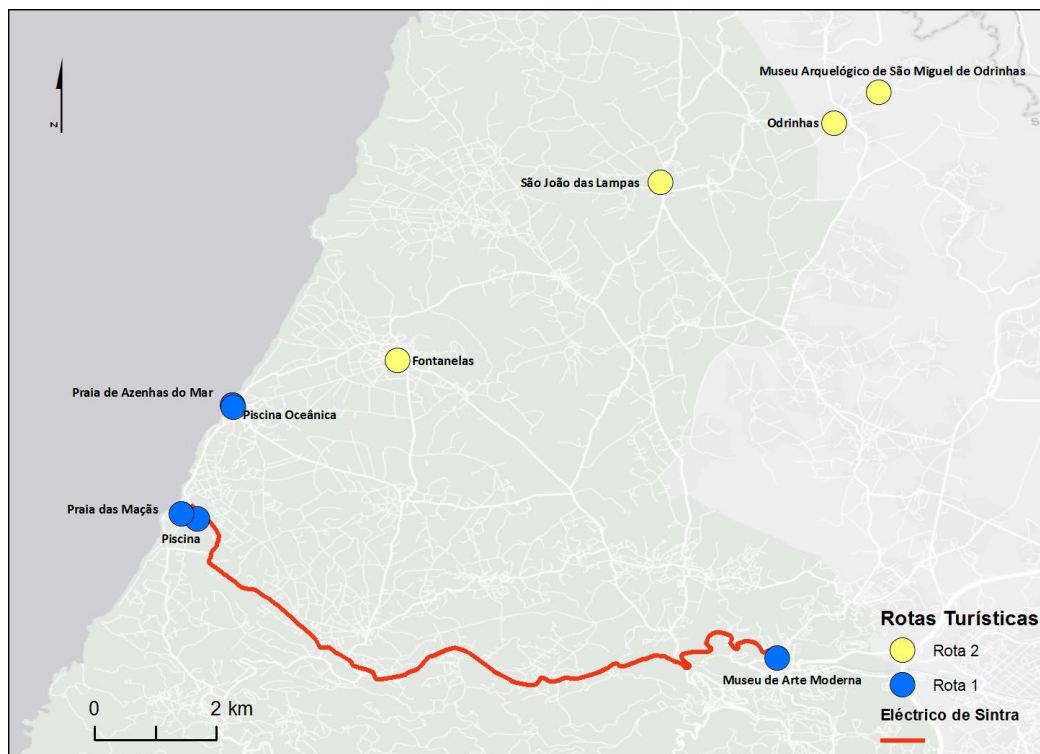 Museu Arquelógico de São Miguel de Odrinhas
Odrinhas
São João das Lampas
Fontanelas
Praia de Azenhas do Mar
Piscina Oceânica
Praia das Maçãs
Piscina
Museu de Arte Moderna
Rotas Turísticas
Rota 2
Rota 1
Eléctrico de Sintra
0 2 km
z